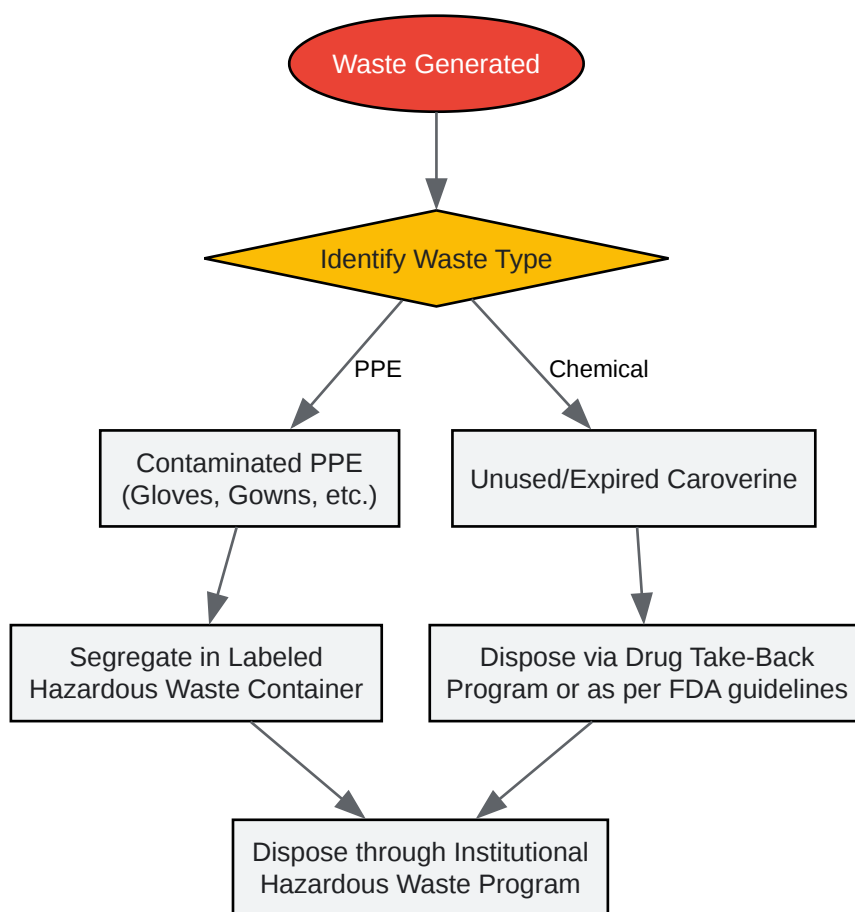 Waste Generated
Identify Waste Type
PPE
Chemical
Contaminated PPE
(Gloves, Gowns, etc.)
Unused/Expired Caroverine
Segregate in Labeled
Hazardous Waste Container
Dispose via Drug Take-Back
Program or as per FDA guidelines
Dispose through Institutional
Hazardous Waste Program